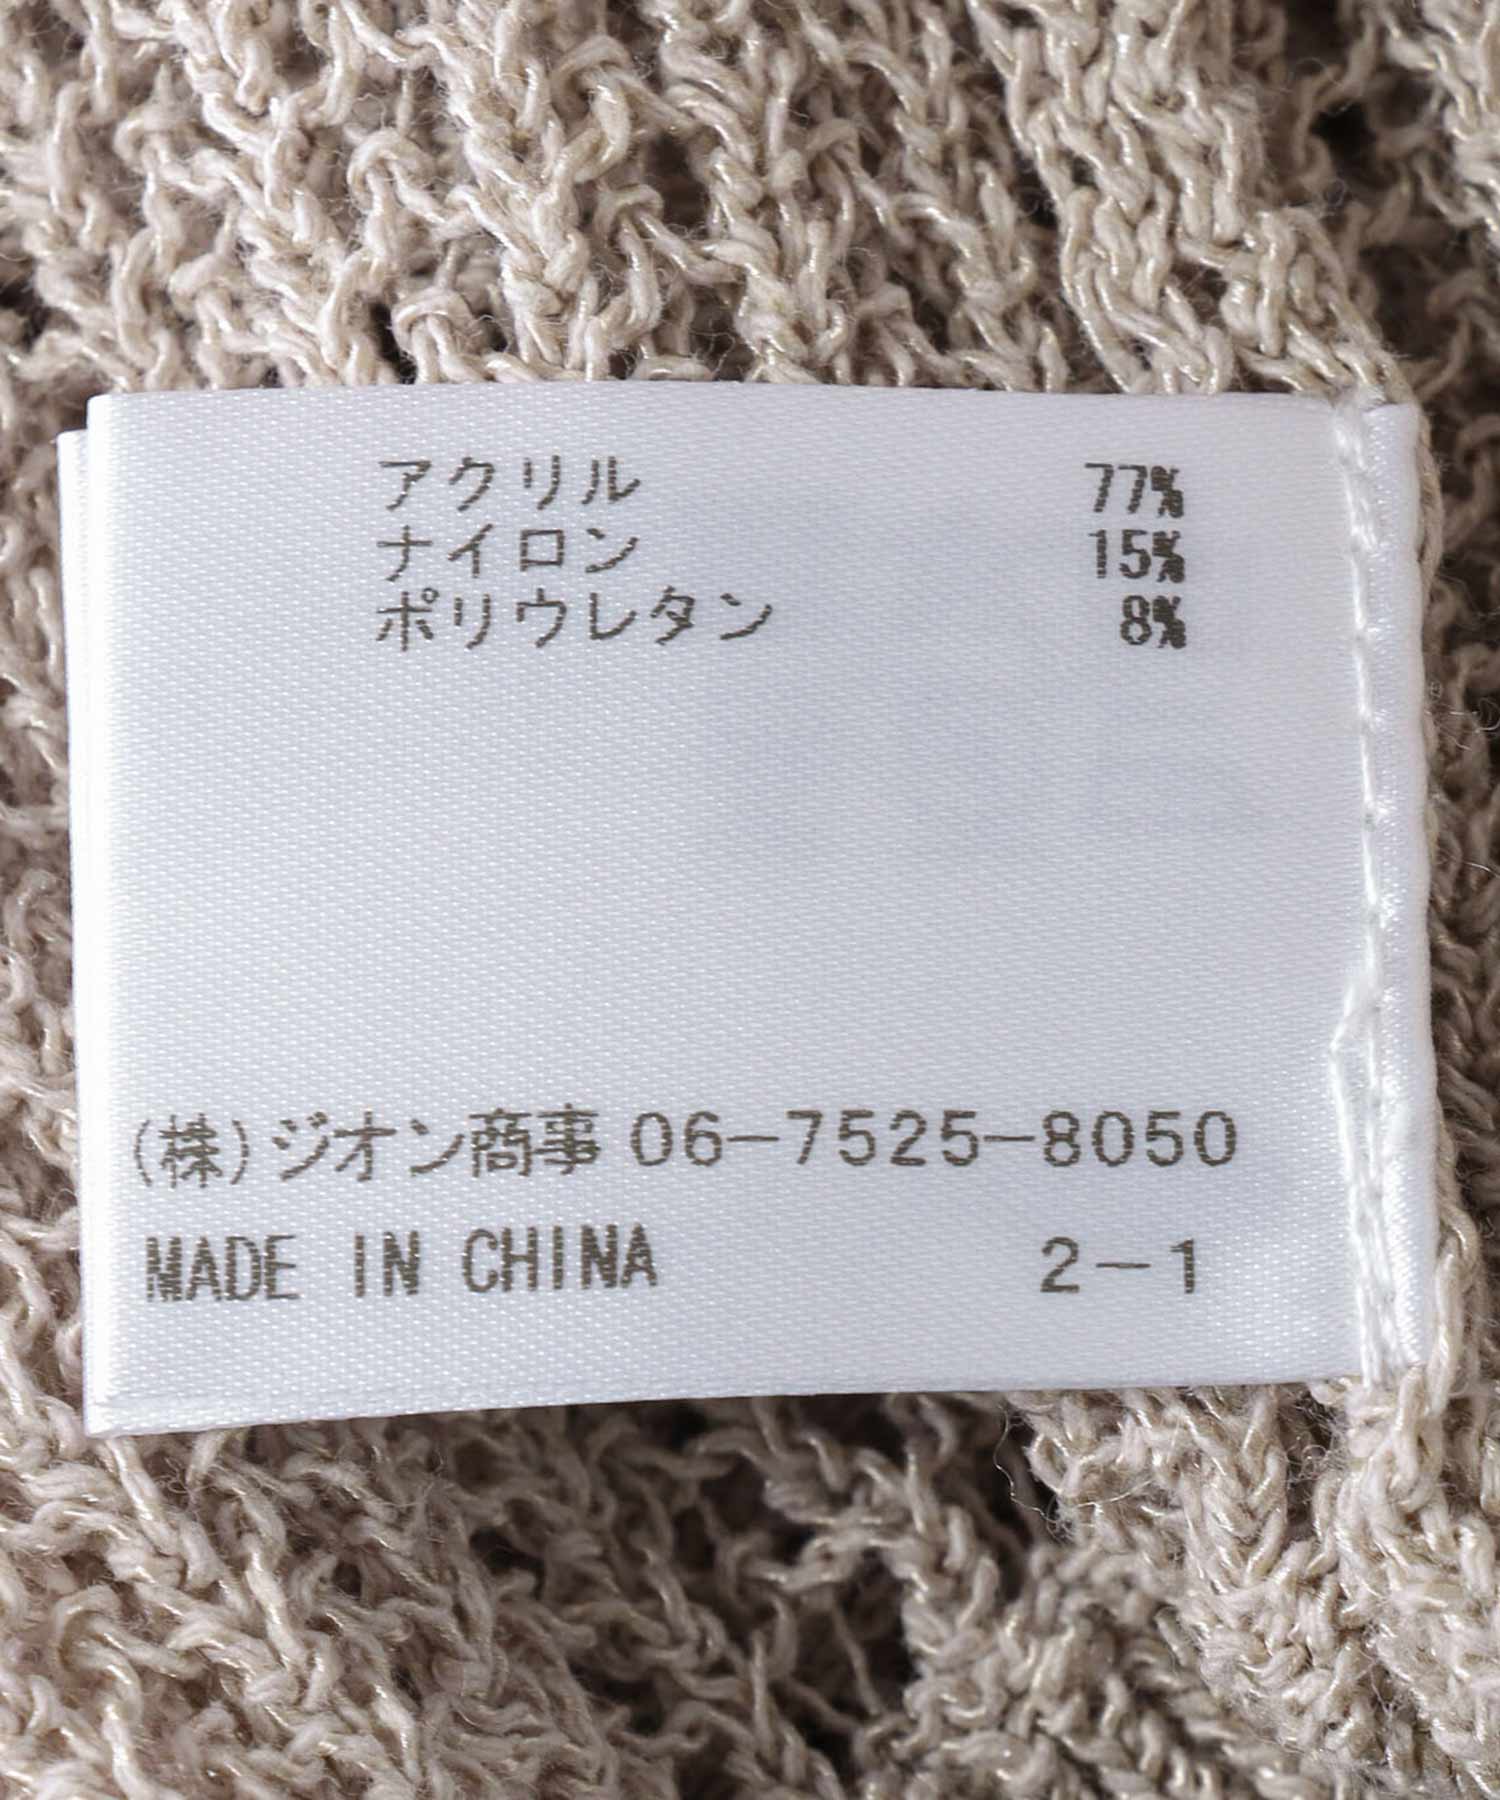 アクリル 77%
ナイロン 15%
ポリウレタン 8%
(株)ジオン商事 06-7525-8050
MADE IN CHINA 2-1